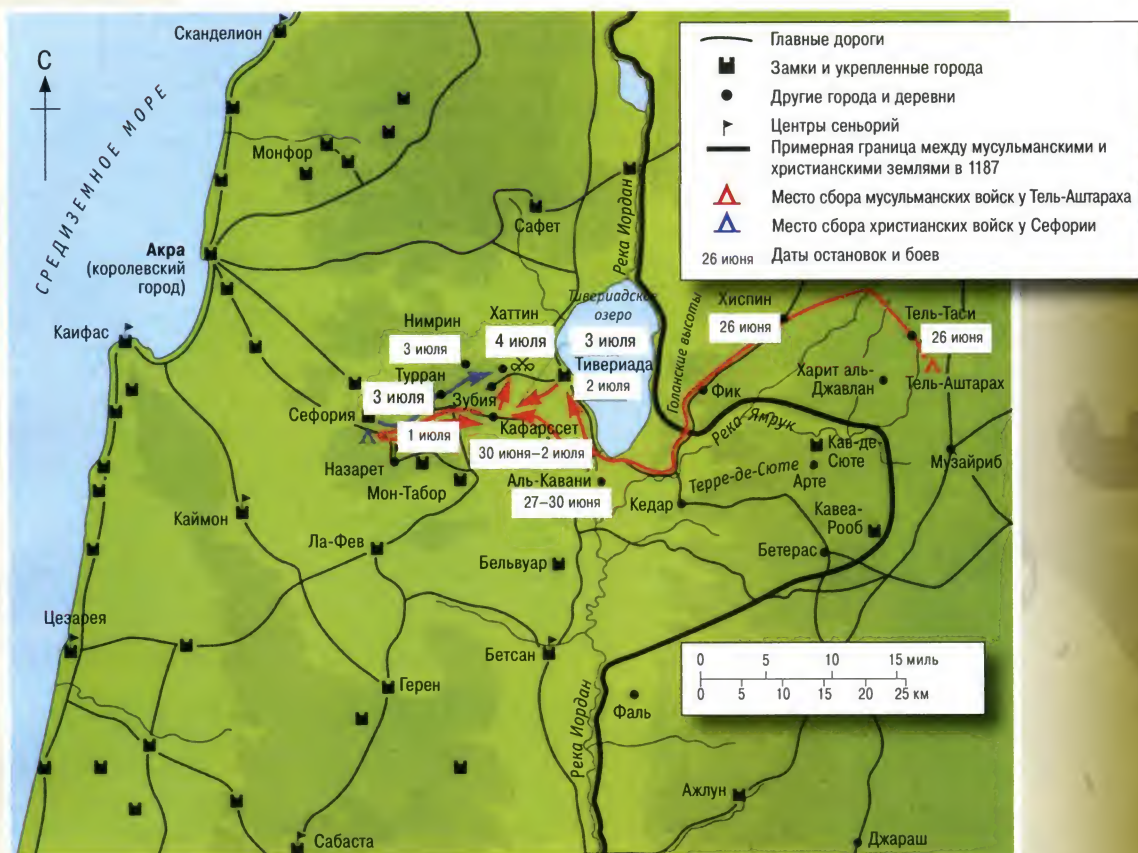 С
СРЕДИЗЕМНОЕ МОРЕ
Сканделион
Монфор
Акра
(королевский
город)
Каифас
Сафет
Река Иордан
Тивериадское
озеро
Голанские высоты
Хиспин
26 июня
Тель-Таси
26 июня
Тель-Аштарах
Харит аль-
Джавлан
Фик
Нимрин
3 июля
Хаттин
4 июля
3 июля
Тивериада
2 июля
Турран
3 июля
Зубия
Сефория
1 июля
Кафарссет
30 июня–2 июля
Назарет
Мон-Табор
Аль-Кавани
27–30 июня
Кедар
Река Ямрук
Терре-де-Сюте
Кав-де-
Сюте
Арте
Музайриб
Кавеа-
Рооб
Бетерас
Каймон
Ла-Фев
Бельвуар
Цезарея
Бетсан
Герен
Река Иордан
Фаль
Ажлун
Сабаста
Джараш
Главные дороги
Замки и укрепленные города
Другие города и деревни
Центры сеньорий
Примерная граница между мусульманскими и
христианскими землями в 1187
Место сбора мусульманских войск у Тель-Аштараха
Место сбора христианских войск у Сефории
26 июня Даты остановок и боев
0 5 10 15 миль
0 5 10 15 20 25 км